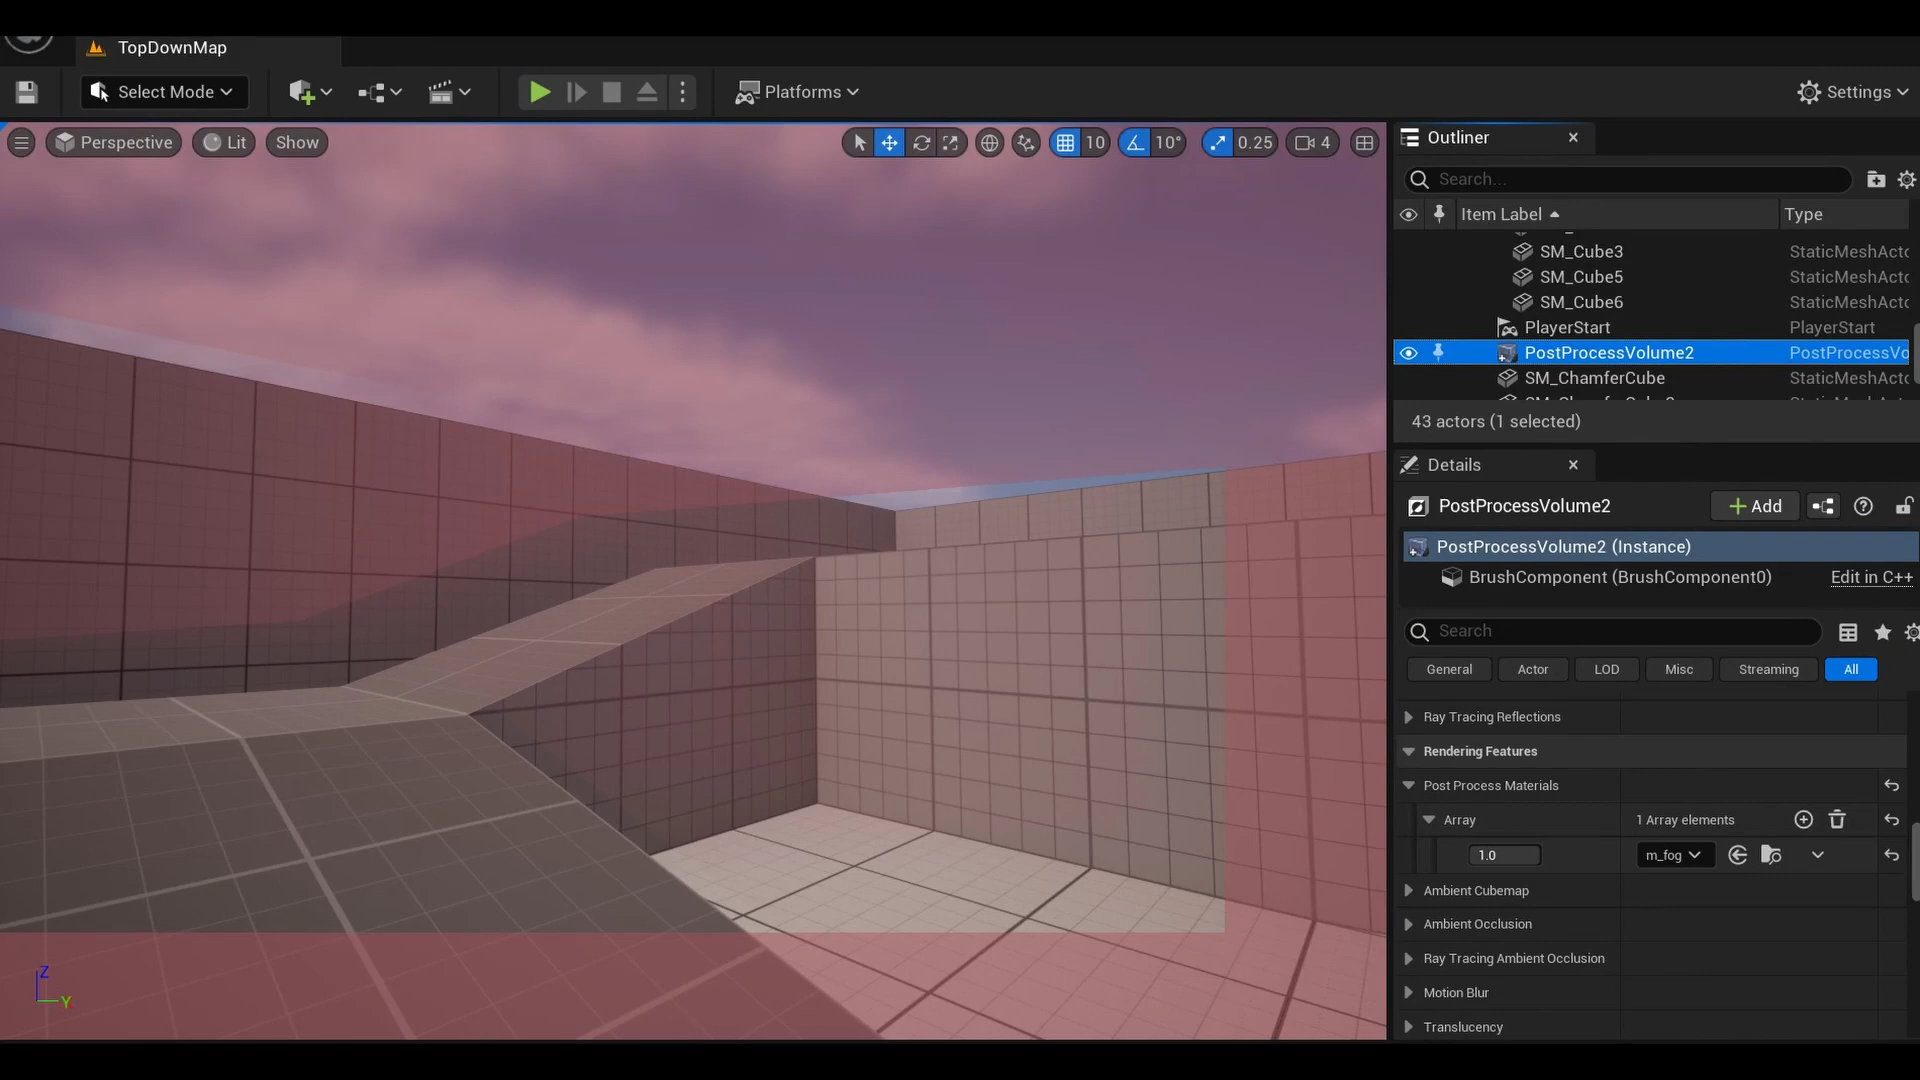 TopDownMap
Select Mode
Platforms
Settings
Perspective
Lit
Show
10
10°
0.25
4
Outliner
Search...
Item Label
Type
SM_Cube3
StaticMeshActo
SM_Cube5
StaticMeshActo
SM_Cube6
StaticMeshActo
PlayerStart
PlayerStart
PostProcessVolume2
PostProcessVo
SM_ChamferCube
StaticMeshActo
43 actors (1 selected)
Details
PostProcessVolume2
Add
PostProcessVolume2 (Instance)
BrushComponent (BrushComponent0)
Edit in C++
Search
General
Actor
LOD
Misc
Streaming
All
Ray Tracing Reflections
Rendering Features
Post Process Materials
Array
1 Array elements
1.0
m_fog
Ambient Cubemap
Ambient Occlusion
Ray Tracing Ambient Occlusion
Motion Blur
Translucency
Z
Y